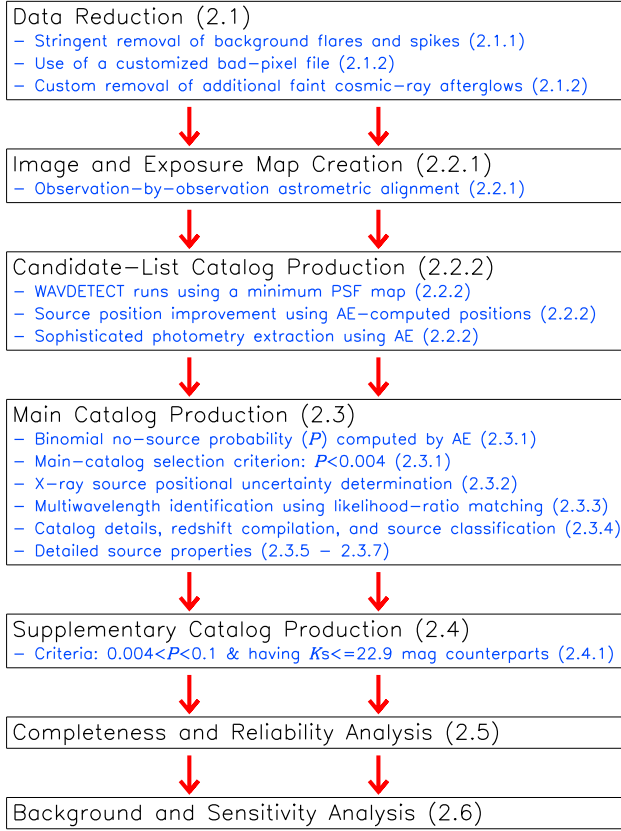 Data Reduction (2.1)
– Stringent removal of background flares and spikes (2.1.1)
– Use of a customized bad–pixel file (2.1.2)
– Custom removal of additional faint cosmic–ray afterglows (2.1.2)
Image and Exposure Map Creation (2.2.1)
– Observation–by–observation astrometric alignment (2.2.1)
Candidate–List Catalog Production (2.2.2)
– WAVDETECT runs using a minimum PSF map (2.2.2)
– Source position improvement using AE–computed positions (2.2.2)
– Sophisticated photometry extraction using AE (2.2.2)
Main Catalog Production (2.3)
– Binomial no–source probability (P) computed by AE (2.3.1)
– Main–catalog selection criterion: P<0.004 (2.3.1)
– X–ray source positional uncertainty determination (2.3.2)
– Multiwavelength identification using likelihood–ratio matching (2.3.3)
– Catalog details, redshift compilation, and source classification (2.3.4)
– Detailed source properties (2.3.5 – 2.3.7)
Supplementary Catalog Production (2.4)
– Criteria: 0.004<P<0.1 & having Ks<=22.9 mag counterparts (2.4.1)
Completeness and Reliability Analysis (2.5)
Background and Sensitivity Analysis (2.6)